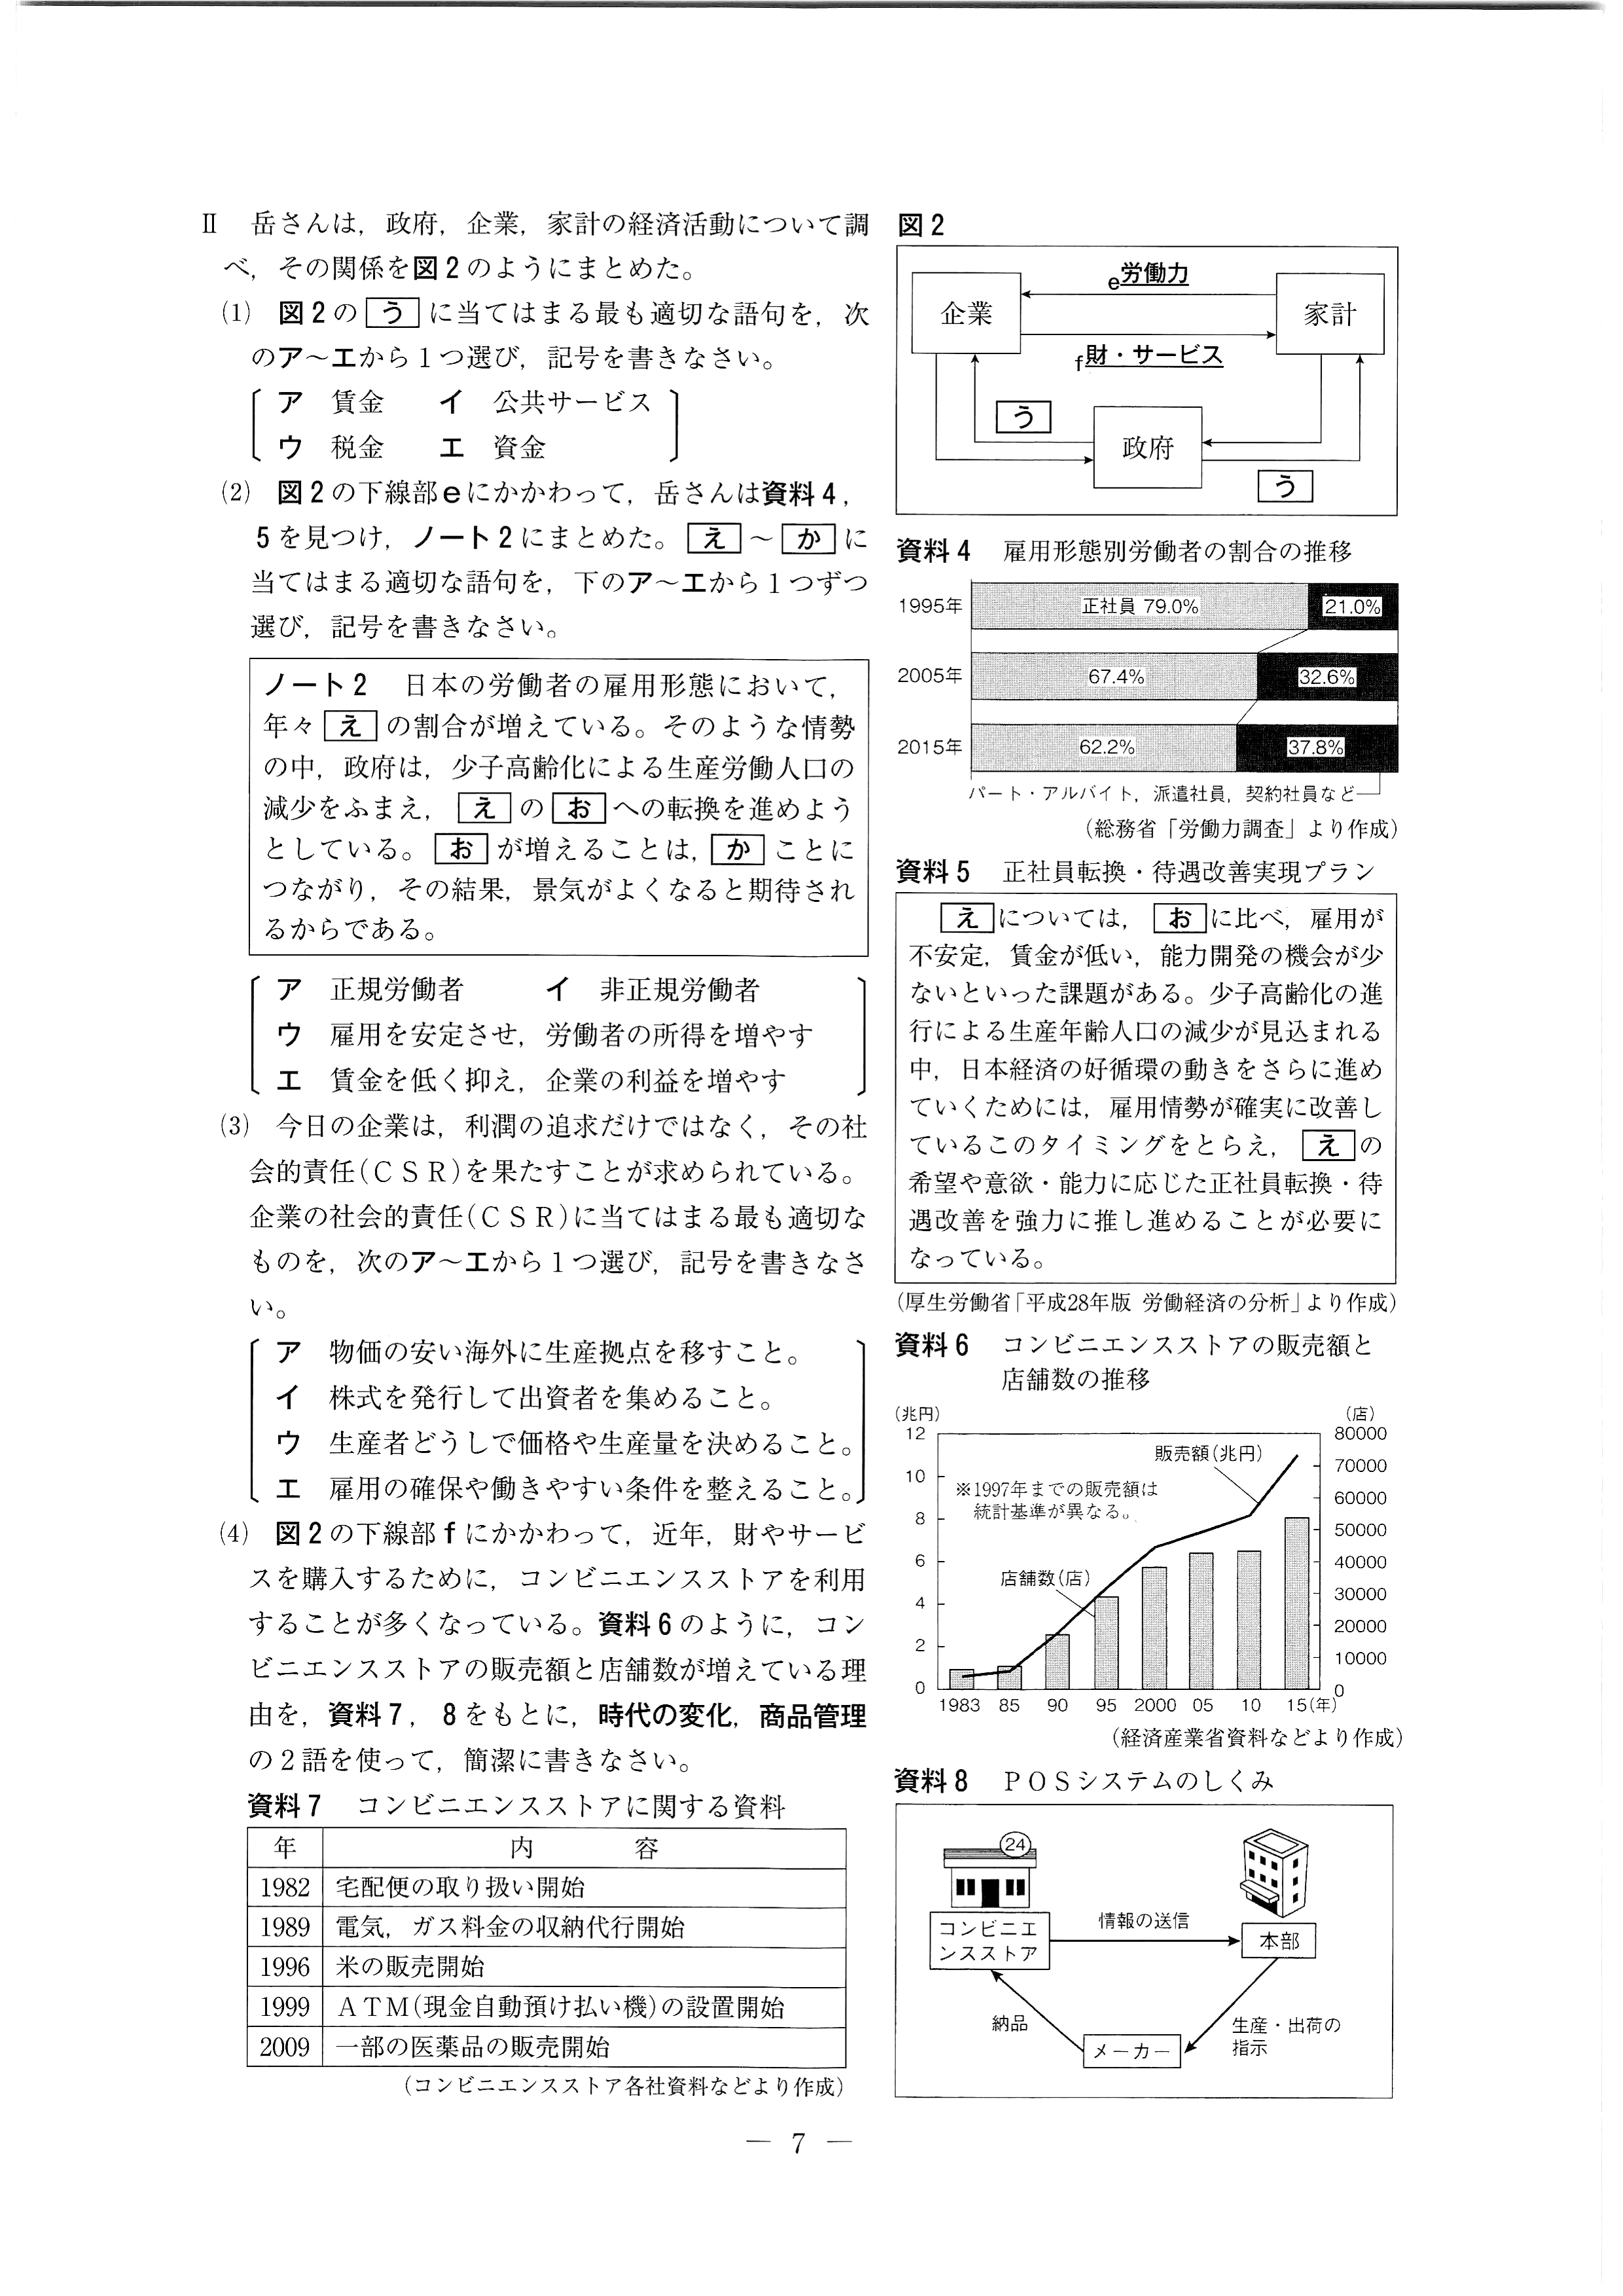 Ⅱ　岳さんは，政府，企業，家計の経済活動について調
べ，その関係を図2のようにまとめた。
(1)　図2の う に当てはまる最も適切な語句を，次
のア〜エから1つ選び，記号を書きなさい。
ア　賃金　　イ　公共サービス
ウ　税金　　エ　資金
(2)　図2の下線部eにかかわって，岳さんは資料4，
5を見つけ，ノート2にまとめた。 え 〜 か に
当てはまる適切な語句を，下のア〜エから1つずつ
選び，記号を書きなさい。
ノート2　日本の労働者の雇用形態において，
年々 え の割合が増えている。そのような情勢
の中，政府は，少子高齢化による生産労働人口の
減少をふまえ， え の お への転換を進めよう
としている。 お が増えることは， か ことに
つながり，その結果，景気がよくなると期待され
るからである。
ア　正規労働者　　　イ　非正規労働者
ウ　雇用を安定させ，労働者の所得を増やす
エ　賃金を低く抑え，企業の利益を増やす
(3)　今日の企業は，利潤の追求だけではなく，その社
会的責任(ＣＳＲ)を果たすことが求められている。
企業の社会的責任(ＣＳＲ)に当てはまる最も適切な
ものを，次のア〜エから1つ選び，記号を書きなさ
い。
ア　物価の安い海外に生産拠点を移すこと。
イ　株式を発行して出資者を集めること。
ウ　生産者どうしで価格や生産量を決めること。
エ　雇用の確保や働きやすい条件を整えること。
(4)　図2の下線部fにかかわって，近年，財やサービ
スを購入するために，コンビニエンスストアを利用
することが多くなっている。資料6のように，コン
ビニエンスストアの販売額と店舗数が増えている理
由を，資料7，8をもとに，時代の変化，商品管理
の2語を使って，簡潔に書きなさい。
資料7　コンビニエンスストアに関する資料
年　内　容
1982　宅配便の取り扱い開始
1989　電気，ガス料金の収納代行開始
1996　米の販売開始
1999　ＡＴＭ(現金自動預け払い機)の設置開始
2009　一部の医薬品の販売開始
(コンビニエンスストア各社資料などより作成)
図2
e労働力
企業　家計
f財・サービス
う
政府
う
資料4　雇用形態別労働者の割合の推移
1995年　正社員 79.0%　21.0%
2005年　67.4%　32.6%
2015年　62.2%　37.8%
パート・アルバイト，派遣社員，契約社員など
(総務省「労働力調査」より作成)
資料5　正社員転換・待遇改善実現プラン
え については， お に比べ，雇用が
不安定，賃金が低い，能力開発の機会が少
ないといった課題がある。少子高齢化の進
行による生産年齢人口の減少が見込まれる
中，日本経済の好循環の動きをさらに進め
ていくためには，雇用情勢が確実に改善し
ているこのタイミングをとらえ， え の
希望や意欲・能力に応じた正社員転換・待
遇改善を強力に推し進めることが必要に
なっている。
(厚生労働省「平成28年版 労働経済の分析」より作成)
資料6　コンビニエンスストアの販売額と
店舗数の推移
(兆円)　(店)
12　80000
70000
10
60000
8
50000
6　40000
4　30000
20000
2
10000
0　0
販売額(兆円)
※1997年までの販売額は
統計基準が異なる。
店舗数(店)
1983　85　90　95　2000　05　10　15(年)
(経済産業省資料などより作成)
資料8　ＰＯＳシステムのしくみ
24
コンビニエ
ンスストア
情報の送信
本部
納品
生産・出荷の
指示
メーカー
— 7 —